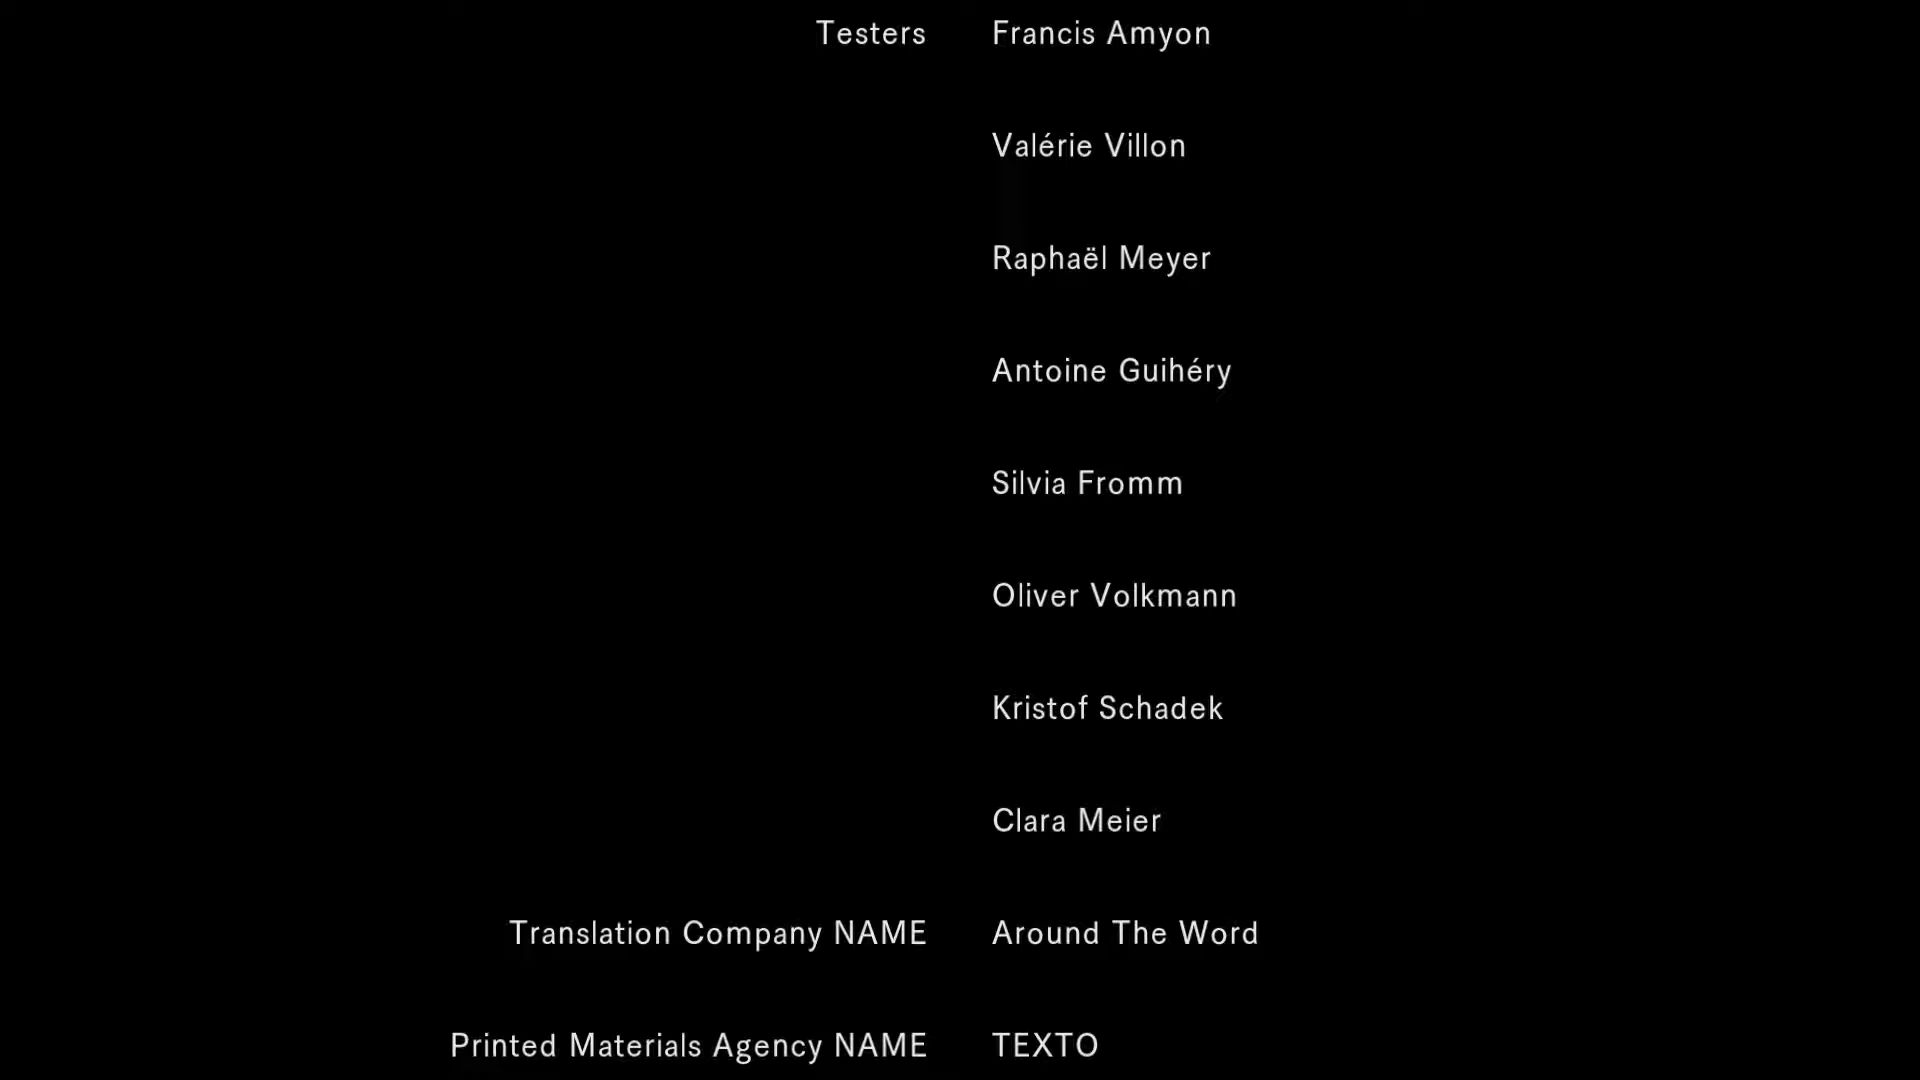 Testers Francis Amyon
Valérie Villon
Raphaël Meyer
Antoine Guihéry
Silvia Fromm
Oliver Volkmann
Kristof Schadek
Clara Meier
Translation Company NAME Around The Word
Printed Materials Agency NAME TEXTO